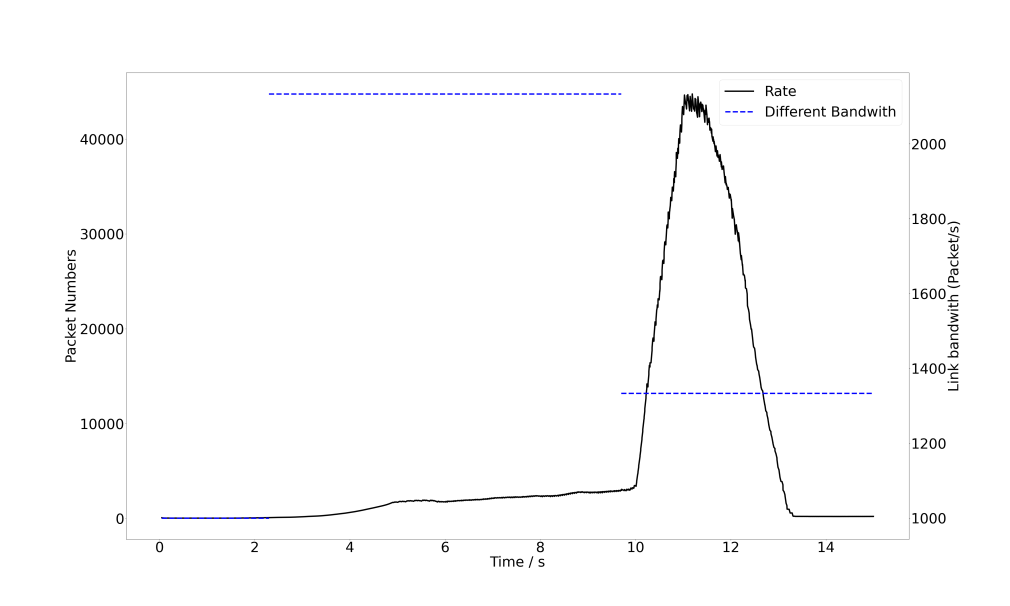 Rate
Different Bandwith
40000
30000
20000
10000
0
Packet Numbers
2000
1800
1600
1400
1200
1000
Link bandwith (Packet/s)
0 2 4 6 8 10 12 14
Time / s